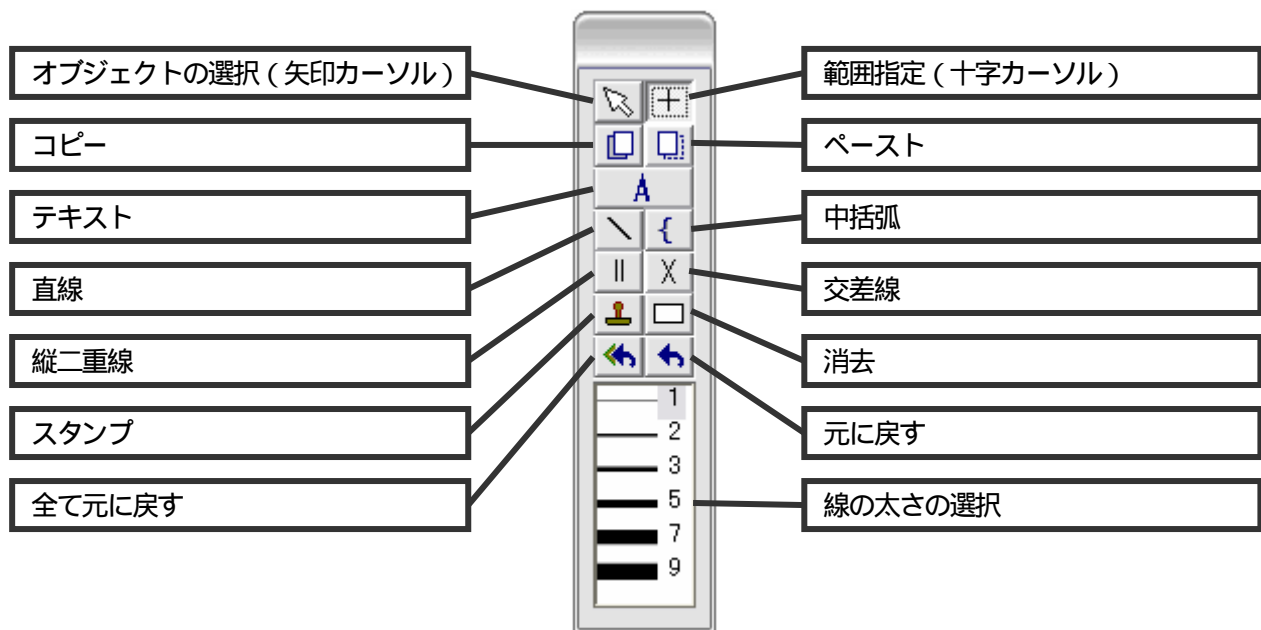 オブジェクトの選択（矢印カーソル）
コピー
テキスト
直線
縦二重線
スタンプ
全て元に戻す
A
{
1
2
3
5
7
9
範囲指定（十字カーソル）
ペースト
中括弧
交差線
消去
元に戻す
線の太さの選択